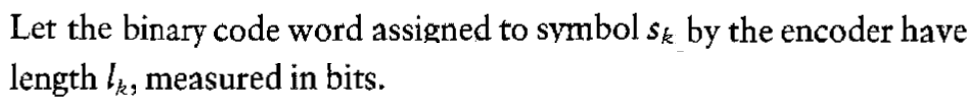 Let the binary code word assigned to symbol sₖ by the encoder have
length lₖ, measured in bits.